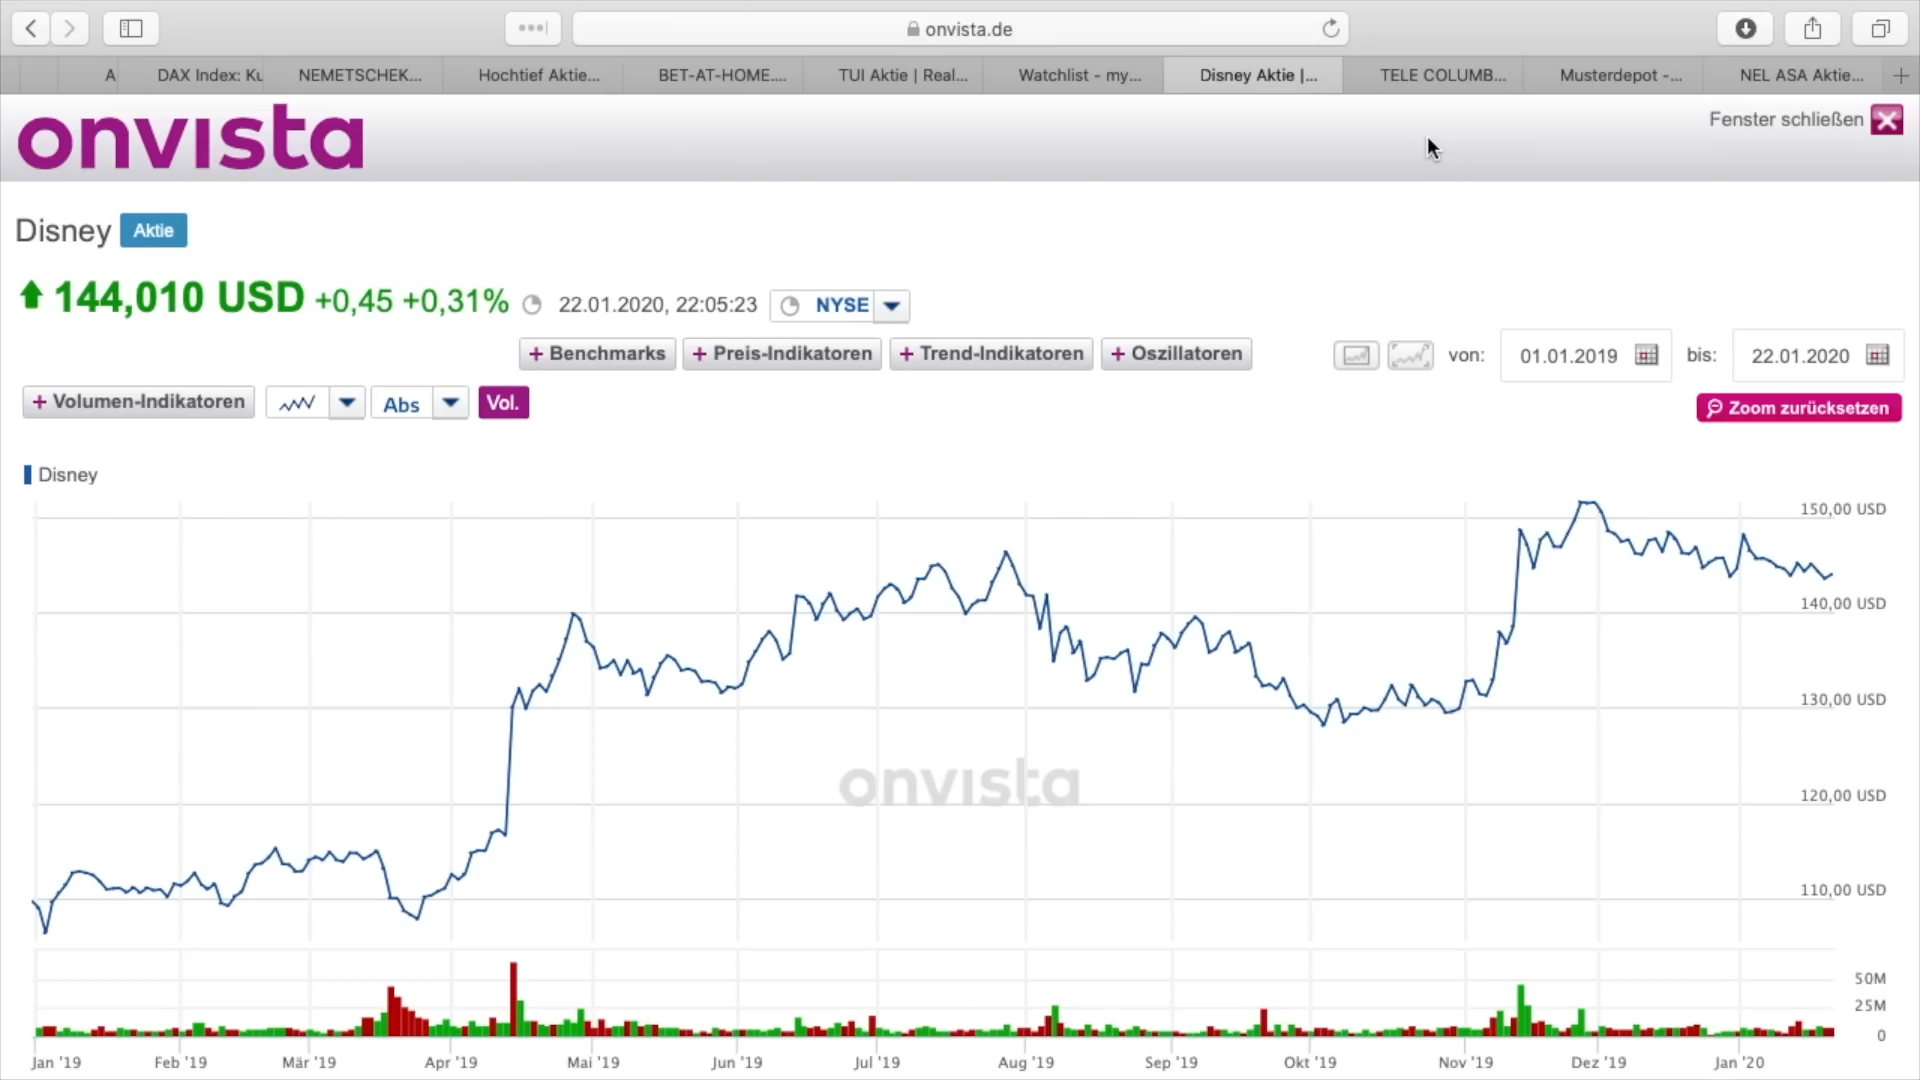 onvista.de
A
DAX Index: Ku
NEMETSCHEK...
Hochtief Aktie...
BET-AT-HOME....
TUI Aktie | Real...
Watchlist - my...
Disney Aktie |...
TELE COLUMB...
Musterdepot -...
NEL ASA Aktie...
onvista
Fenster schließen
Disney Aktie
144,010 USD +0,45 +0,31% 22.01.2020, 22:05:23 NYSE
+ Benchmarks + Preis-Indikatoren + Trend-Indikatoren + Oszillatoren von: 01.01.2019 bis: 22.01.2020
+ Volumen-Indikatoren Abs Vol. Zoom zurücksetzen
Disney
150,00 USD
140,00 USD
130,00 USD
onvista
120,00 USD
110,00 USD
50M
25M
0
Jan '19 Feb '19 Mär '19 Apr '19 Mai '19 Jun '19 Jul '19 Aug '19 Sep '19 Okt '19 Nov '19 Dez '19 Jan '20